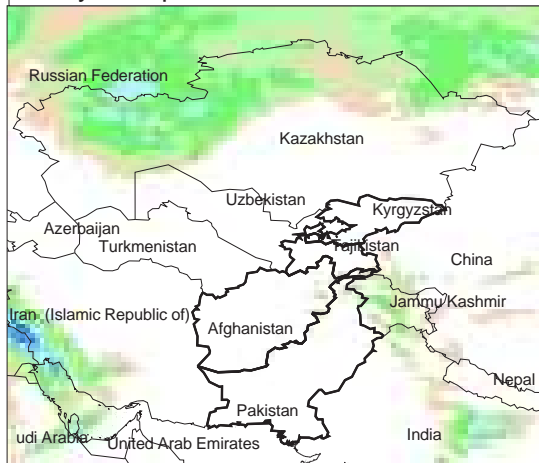 Russian Federation
Kazakhstan
Uzbekistan
Kyrgyzstan
Azerbaijan
Turkmenistan
Tajikistan
China
Jammu Kashmir
Iran (Islamic Republic of)
Afghanistan
Nepal
Pakistan
udi Arabia
United Arab Emirates
India